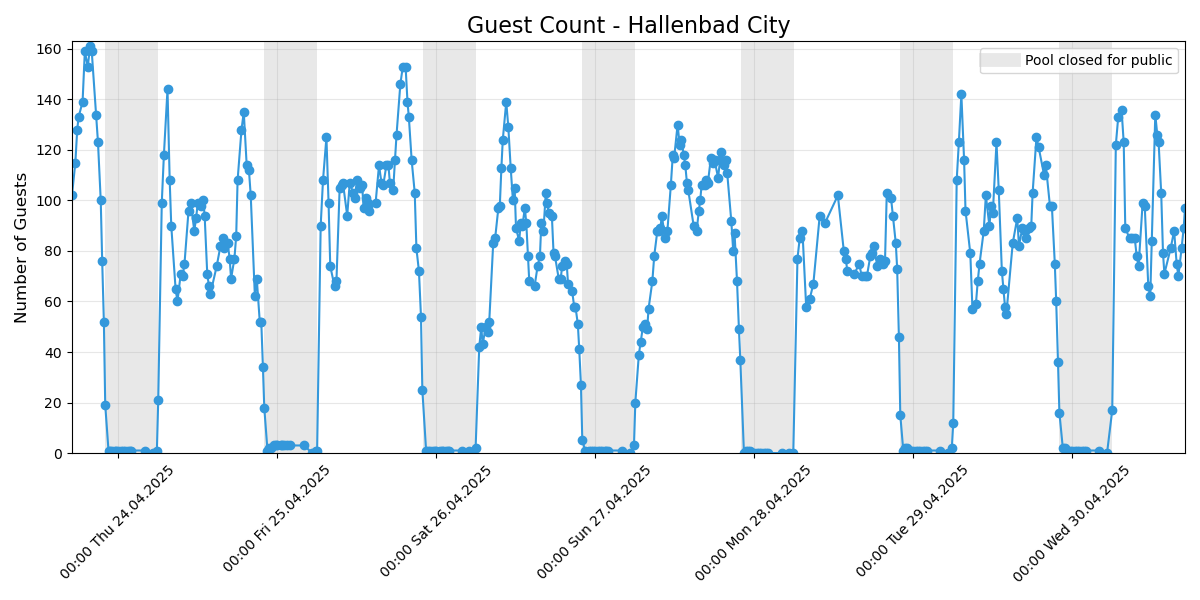 Guest Count - Hallenbad City
Pool closed for public
Number of Guests
160
140
120
100
80
60
40
20
0
00:00 Thu 24.04.2025
00:00 Fri 25.04.2025
00:00 Sat 26.04.2025
00:00 Sun 27.04.2025
00:00 Mon 28.04.2025
00:00 Tue 29.04.2025
00:00 Wed 30.04.2025